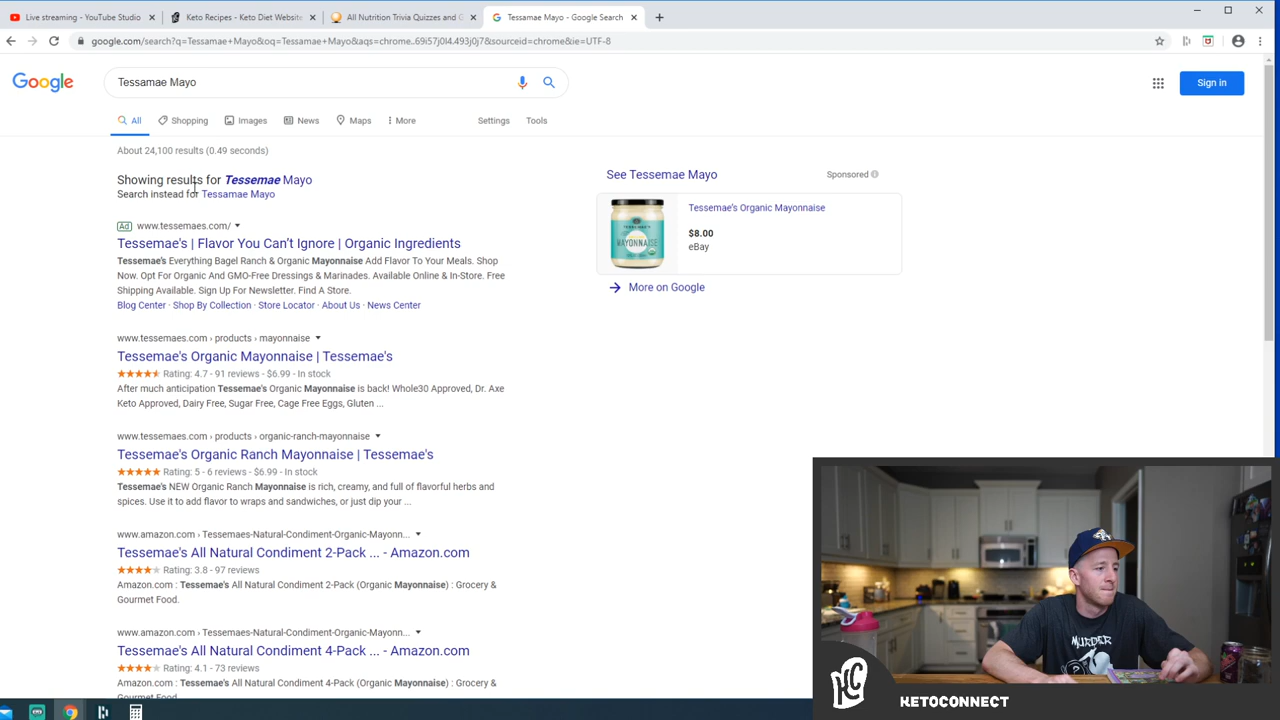 Live streaming - YouTube Studio
Keto Recipes - Keto Diet Website
All Nutrition Trivia Quizzes and G
Tessamae Mayo - Google Search
google.com/search?q=Tessamae+Mayo&oq=Tessamae+Mayo&aqs=chrome..69i57j0l4.493j0j7&sourceid=chrome&ie=UTF-8
Google
Tessamae Mayo
Sign in
All
Shopping
Images
News
Maps
More
Settings
Tools
About 24,100 results (0.49 seconds)
Showing results for Tessemae Mayo
Search instead for Tessamae Mayo
Ad www.tessemaes.com/
Tessemae's | Flavor You Can't Ignore | Organic Ingredients
Tessemae's Everything Bagel Ranch & Organic Mayonnaise Add Flavor To Your Meals. Shop
Now. Opt For Organic And GMO-Free Dressings & Marinades. Available Online & In-Store. Free
Shipping Available. Sign Up For Newsletter. Find A Store.
Blog Center · Shop By Collection · Store Locator · About Us · News Center
www.tessemaes.com › products › mayonnaise
Tessemae's Organic Mayonnaise | Tessemae's
Rating: 4.7 - 91 reviews - $6.99 - In stock
After much anticipation Tessemae's Organic Mayonnaise is back! Whole30 Approved, Dr. Axe
Keto Approved, Dairy Free, Sugar Free, Cage Free Eggs, Gluten ...
www.tessemaes.com › products › organic-ranch-mayonnaise
Tessemae's Organic Ranch Mayonnaise | Tessemae's
Rating: 5 - 6 reviews - $6.99 - In stock
Tessemae's NEW Organic Ranch Mayonnaise is rich, creamy, and full of flavorful herbs and
spices. Use it to add flavor to wraps and sandwiches, or just dip your ...
www.amazon.com › Tessemaes-Natural-Condiment-Organic-Mayonn...
Tessemae's All Natural Condiment 2-Pack ... - Amazon.com
Rating: 3.8 - 97 reviews
Amazon.com : Tessemae's All Natural Condiment 2-Pack (Organic Mayonnaise) : Grocery &
Gourmet Food.
www.amazon.com › Tessemaes-Natural-Condiment-Organic-Mayonn...
Tessemae's All Natural Condiment 4-Pack ... - Amazon.com
Rating: 4.1 - 73 reviews
Amazon.com : Tessemae's All Natural Condiment 4-Pack (Organic Mayonnaise) : Grocery &
Gourmet Food.
See Tessemae Mayo
Sponsored
MAYONNAISE
Tessemae's Organic Mayonnaise
$8.00
eBay
More on Google
MURDER
KC
KETOCONNECT